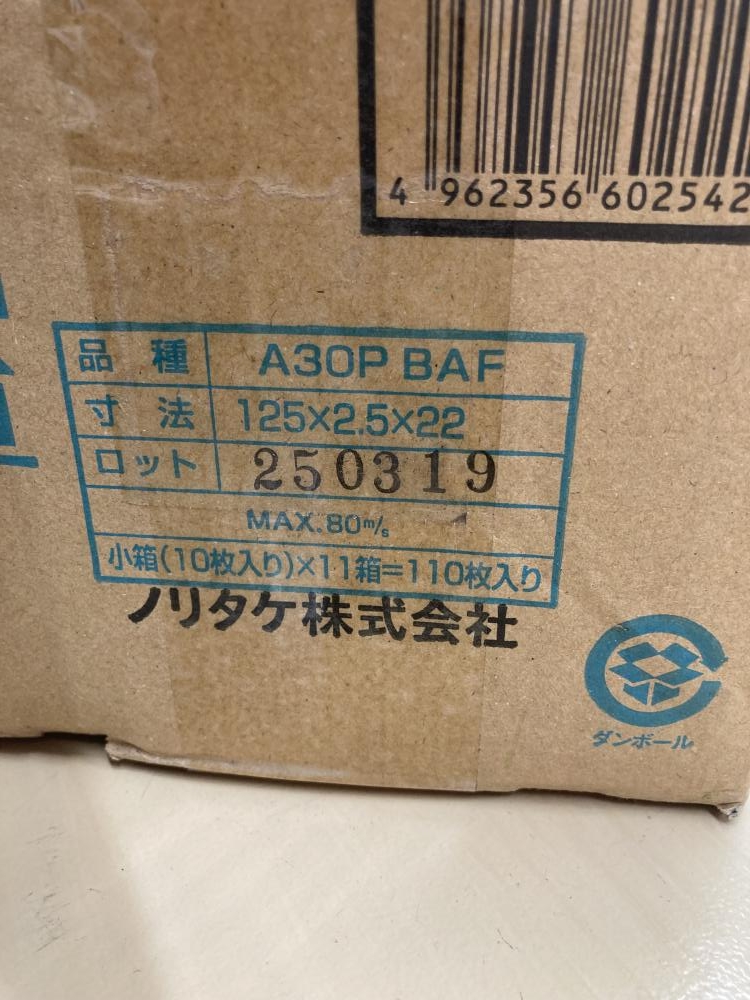 4 962356 602542
品種 A30P BAF
寸法 125×2.5×22
ロット 250319
MAX.80m/s
小箱(10枚入り)×11箱=110枚入り
ノリタケ株式会社
ダンボール